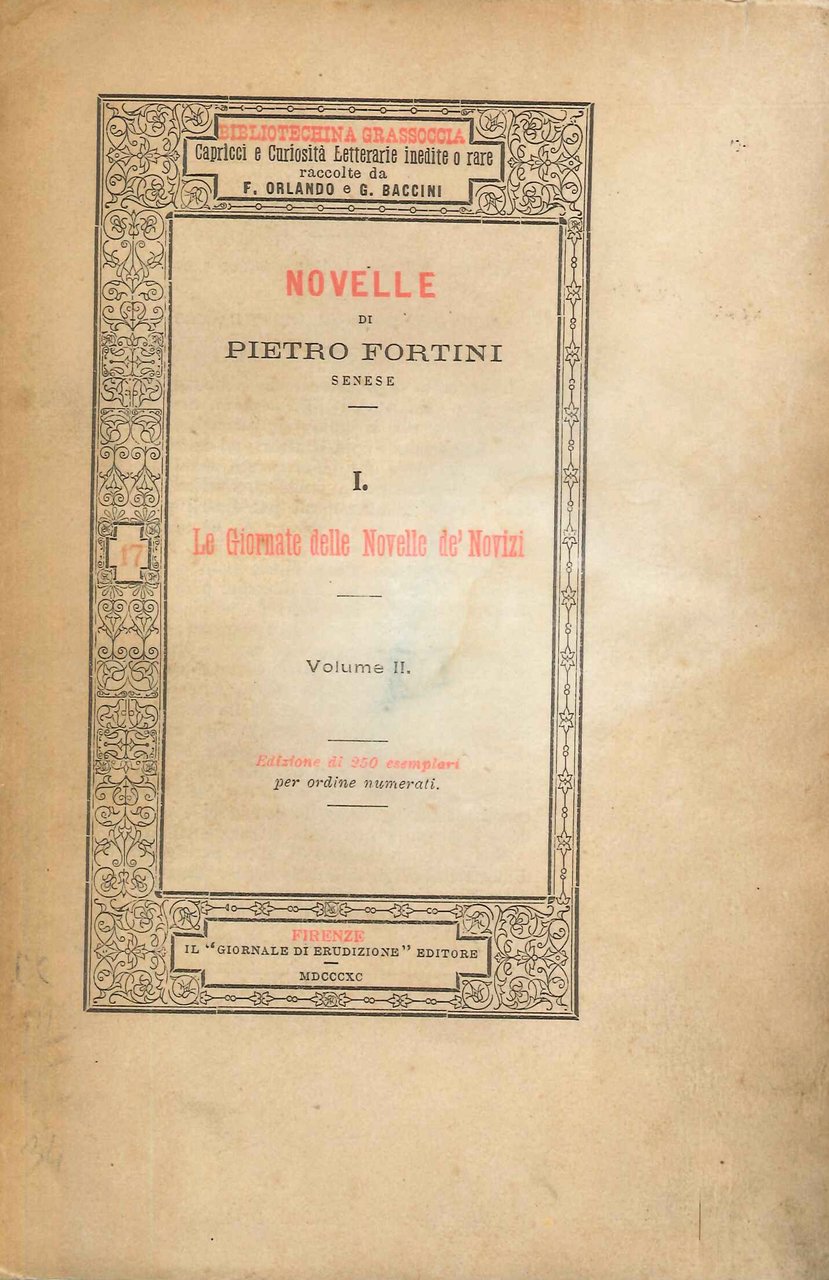 BIBLIOTECHINA GRASSOCCIA
Capricci e Curiosità Letterarie inedite o rare
raccolte da
F. ORLANDO e G. BACCINI
NOVELLE
DI
PIETRO FORTINI
SENESE
I.
17
Le Giornate delle Novelle de' Novizi
Volume II.
Edizione di 250 esemplari
per ordine numerati.
FIRENZE
IL "GIORNALE DI ERUDIZIONE" EDITORE
MDCCCXC